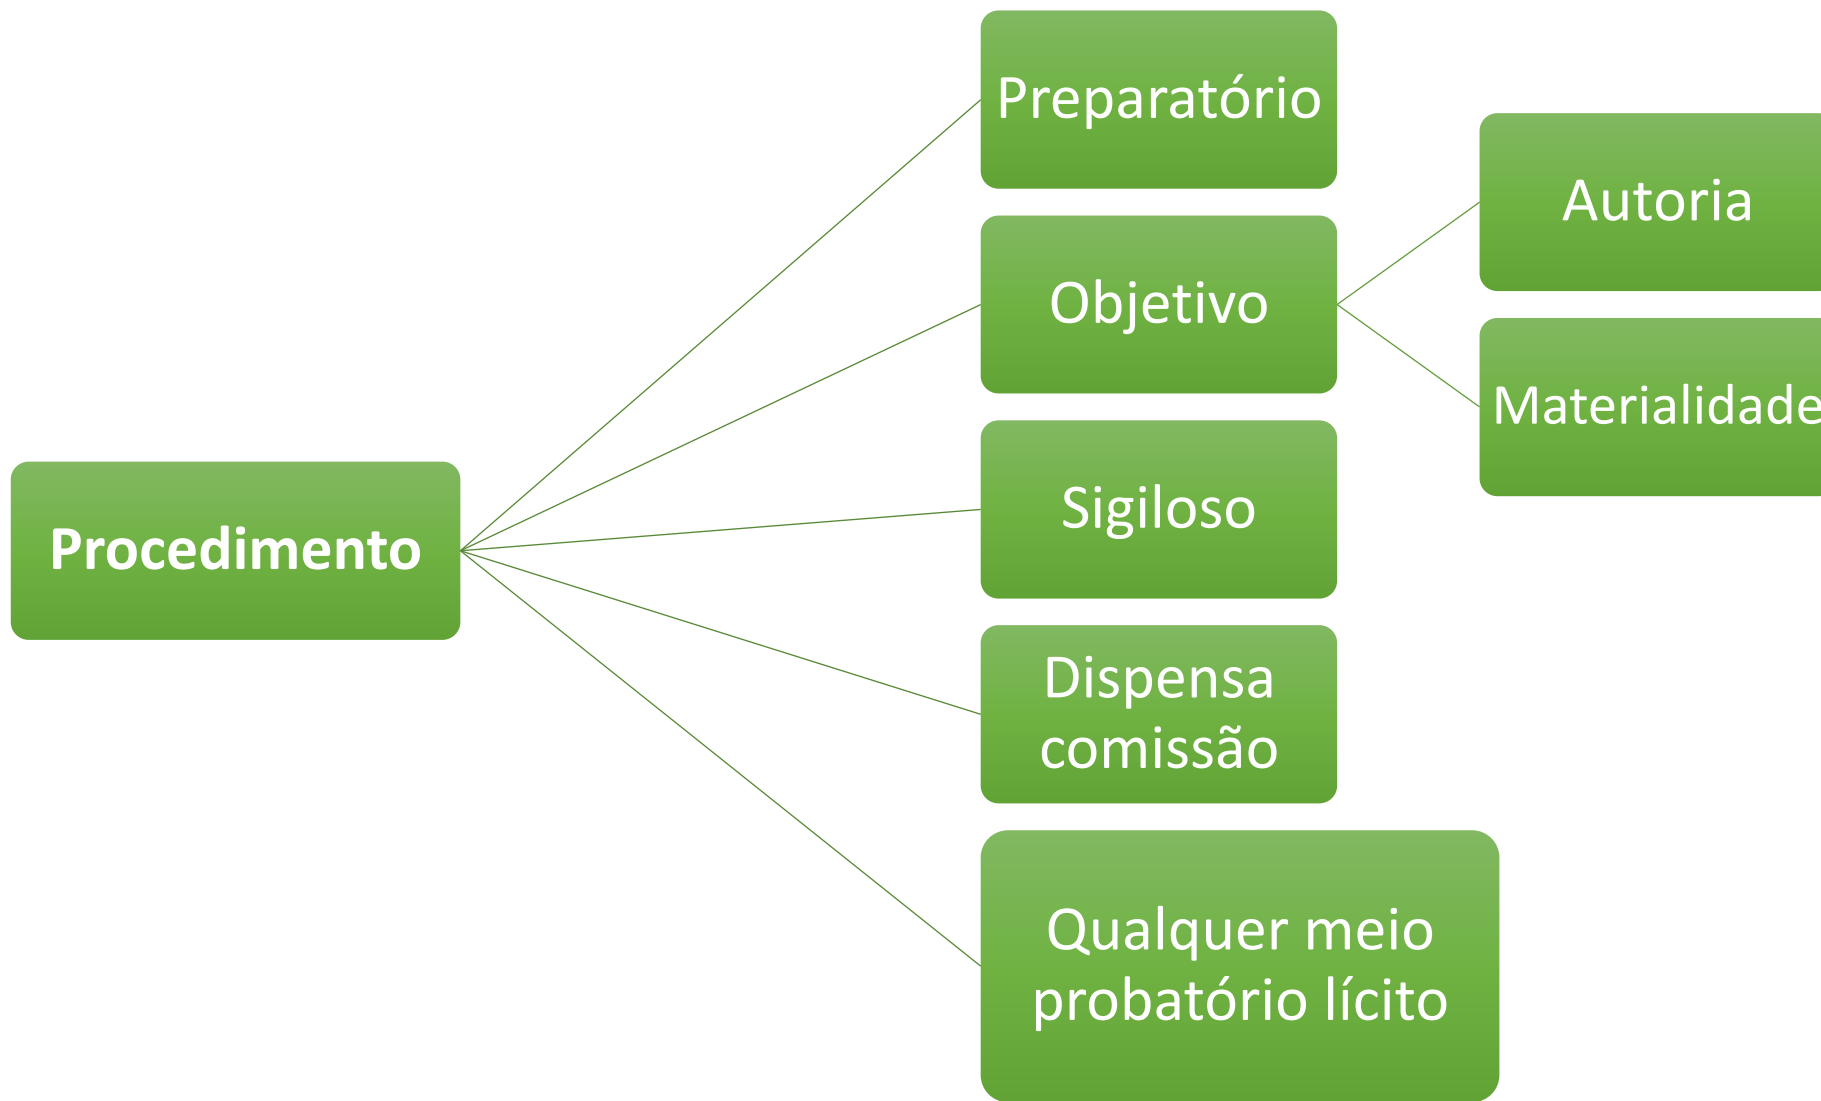 Procedimento
Preparatório
Objetivo
Autoria
Materialidade
Sigiloso
Dispensa
comissão
Qualquer meio
probatório lícito